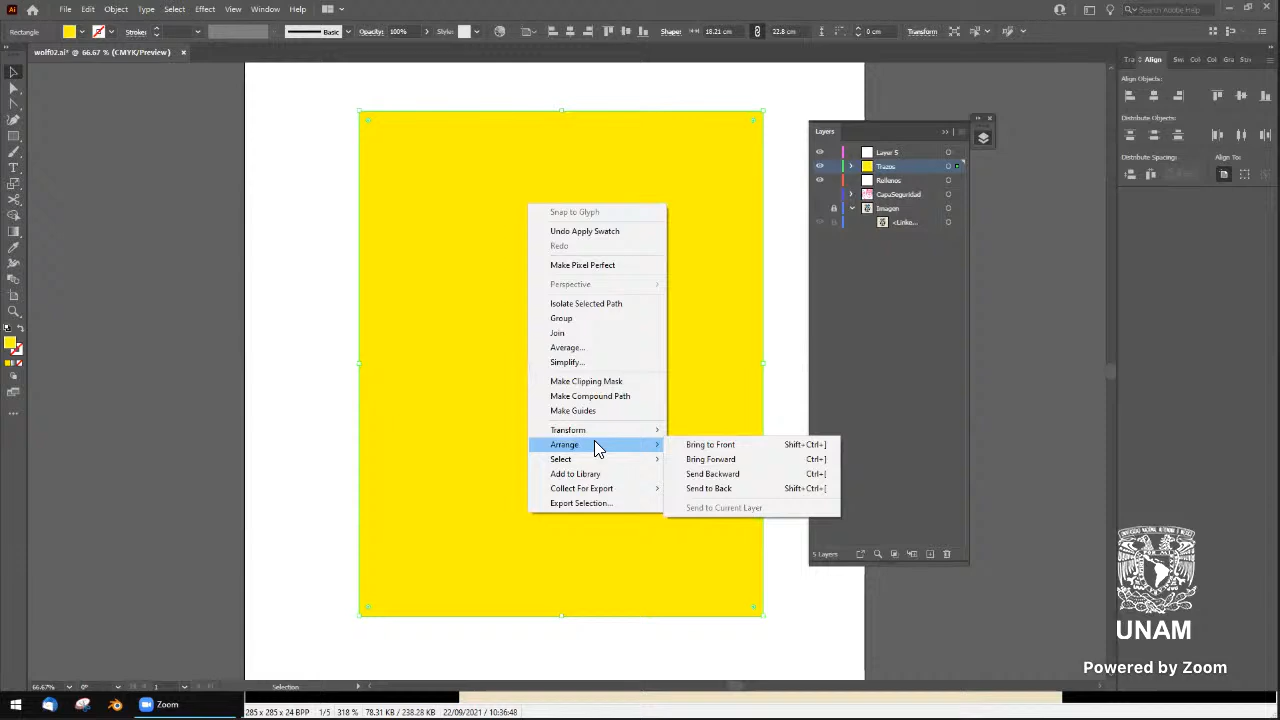 Ai File Edit Object Type Select Effect View Window Help Search Adobe Help
Rectangle Stroke: Basic Opacity: 100% Style: Shape: 18.21 cm 22.8 cm 0 cm Transform
wolf02.ai* @ 66.67 % (CMYK/Preview) ×
Align
Align Objects:
Distribute Objects:
Distribute Spacing: Align To:
Layers
Layer 5
Trazos
Rellenos
CapaSeguridad
Imagen
<Linke...
5 Layers
Snap to Glyph
Undo Apply Swatch
Redo
Make Pixel Perfect
Perspective
Isolate Selected Path
Group
Join
Average...
Simplify...
Make Clipping Mask
Make Compound Path
Make Guides
Transform
Arrange
Select
Add to Library
Collect For Export
Export Selection...
Bring to Front Shift+Ctrl+]
Bring Forward Ctrl+]
Send Backward Ctrl+[
Send to Back Shift+Ctrl+[
Send to Current Layer
UNAM
Powered by Zoom
66.67% 0° 1 Selection
Zoom
285 x 285 x 24 BPP 1/5 318 % 78.31 KB / 238.28 KB 22/09/2021 / 10:36:48